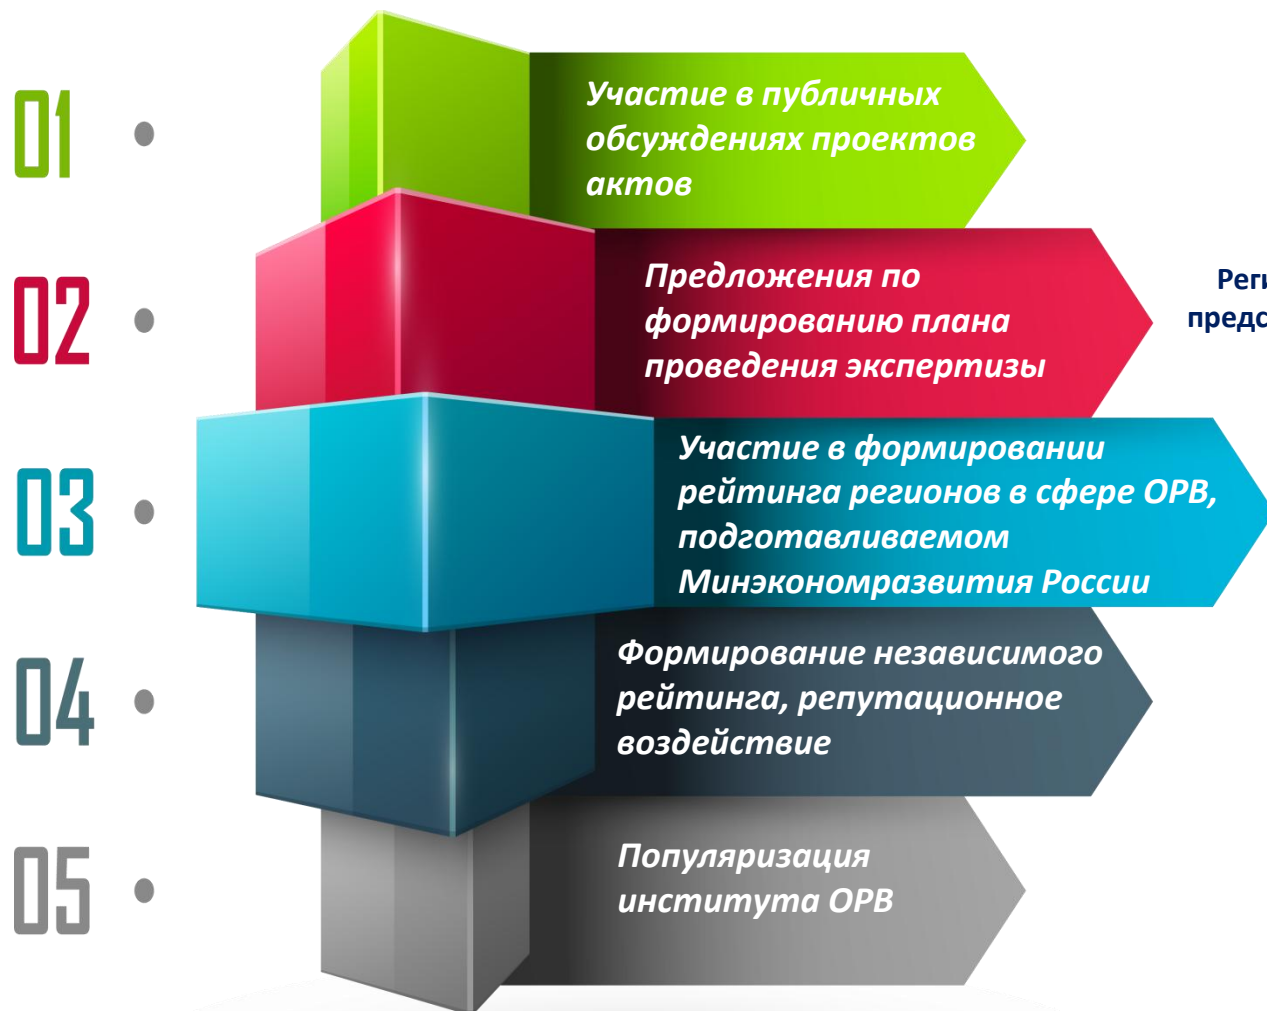 01
Участие в публичных
обсуждениях проектов
актов
02
Предложения по
формированию плана
проведения экспертизы
03
Участие в формировании
рейтинга регионов в сфере ОРВ,
подготавливаемом
Минэкономразвития России
04
Формирование независимого
рейтинга, репутационное
воздействие
05
Популяризация
института ОРВ